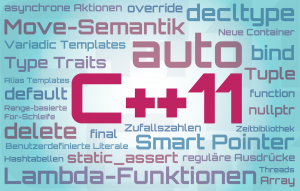 asynchrone Aktionen override decltype
Move-Semantik Neue Container
Variadic Templates auto bind
Type Traits Tuple
Alias Templates
default C++11 function
Range-basierte
For-Schleife nullptr
delete final Zufallszahlen Zeitbibliothek
Benutzerdefinierte Literale Smart Pointer
Hashtabellen static_assert reguläre Ausdrücke
Lambda-Funktionen Threads
Array